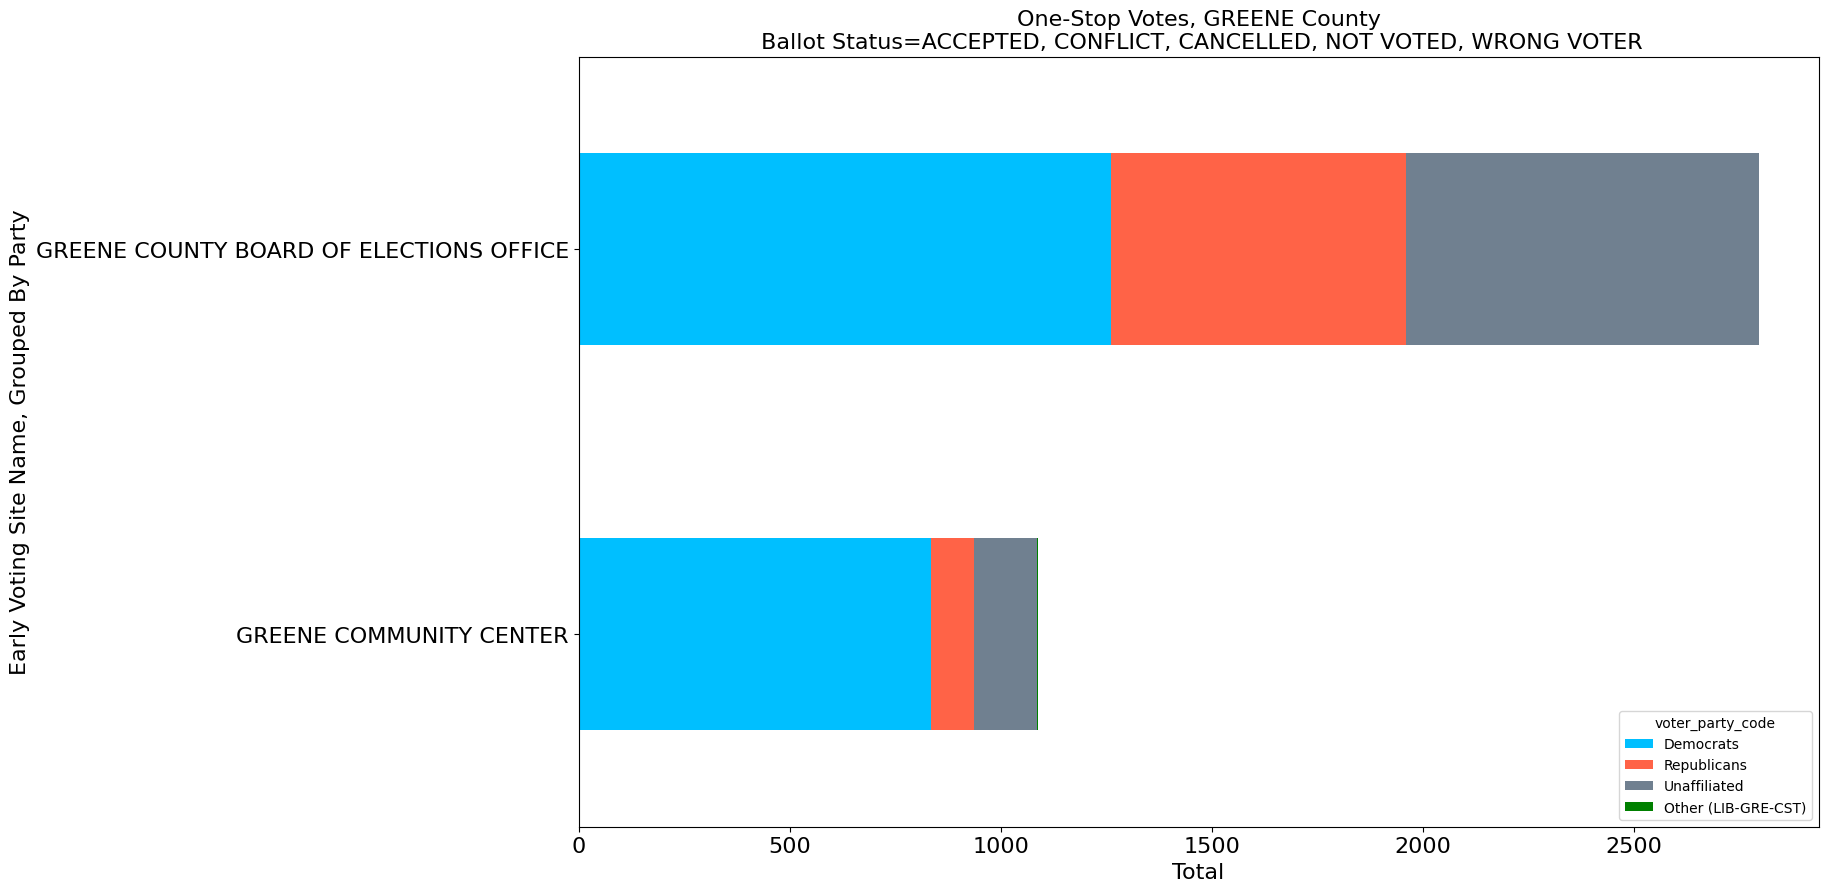 One-Stop Votes, GREENE County
Ballot Status=ACCEPTED, CONFLICT, CANCELLED, NOT VOTED, WRONG VOTER
Early Voting Site Name, Grouped By Party
GREENE COUNTY BOARD OF ELECTIONS OFFICE
GREENE COMMUNITY CENTER
voter_party_code
Democrats
Republicans
Unaffiliated
Other (LIB-GRE-CST)
0 500 1000 1500 2000 2500
Total